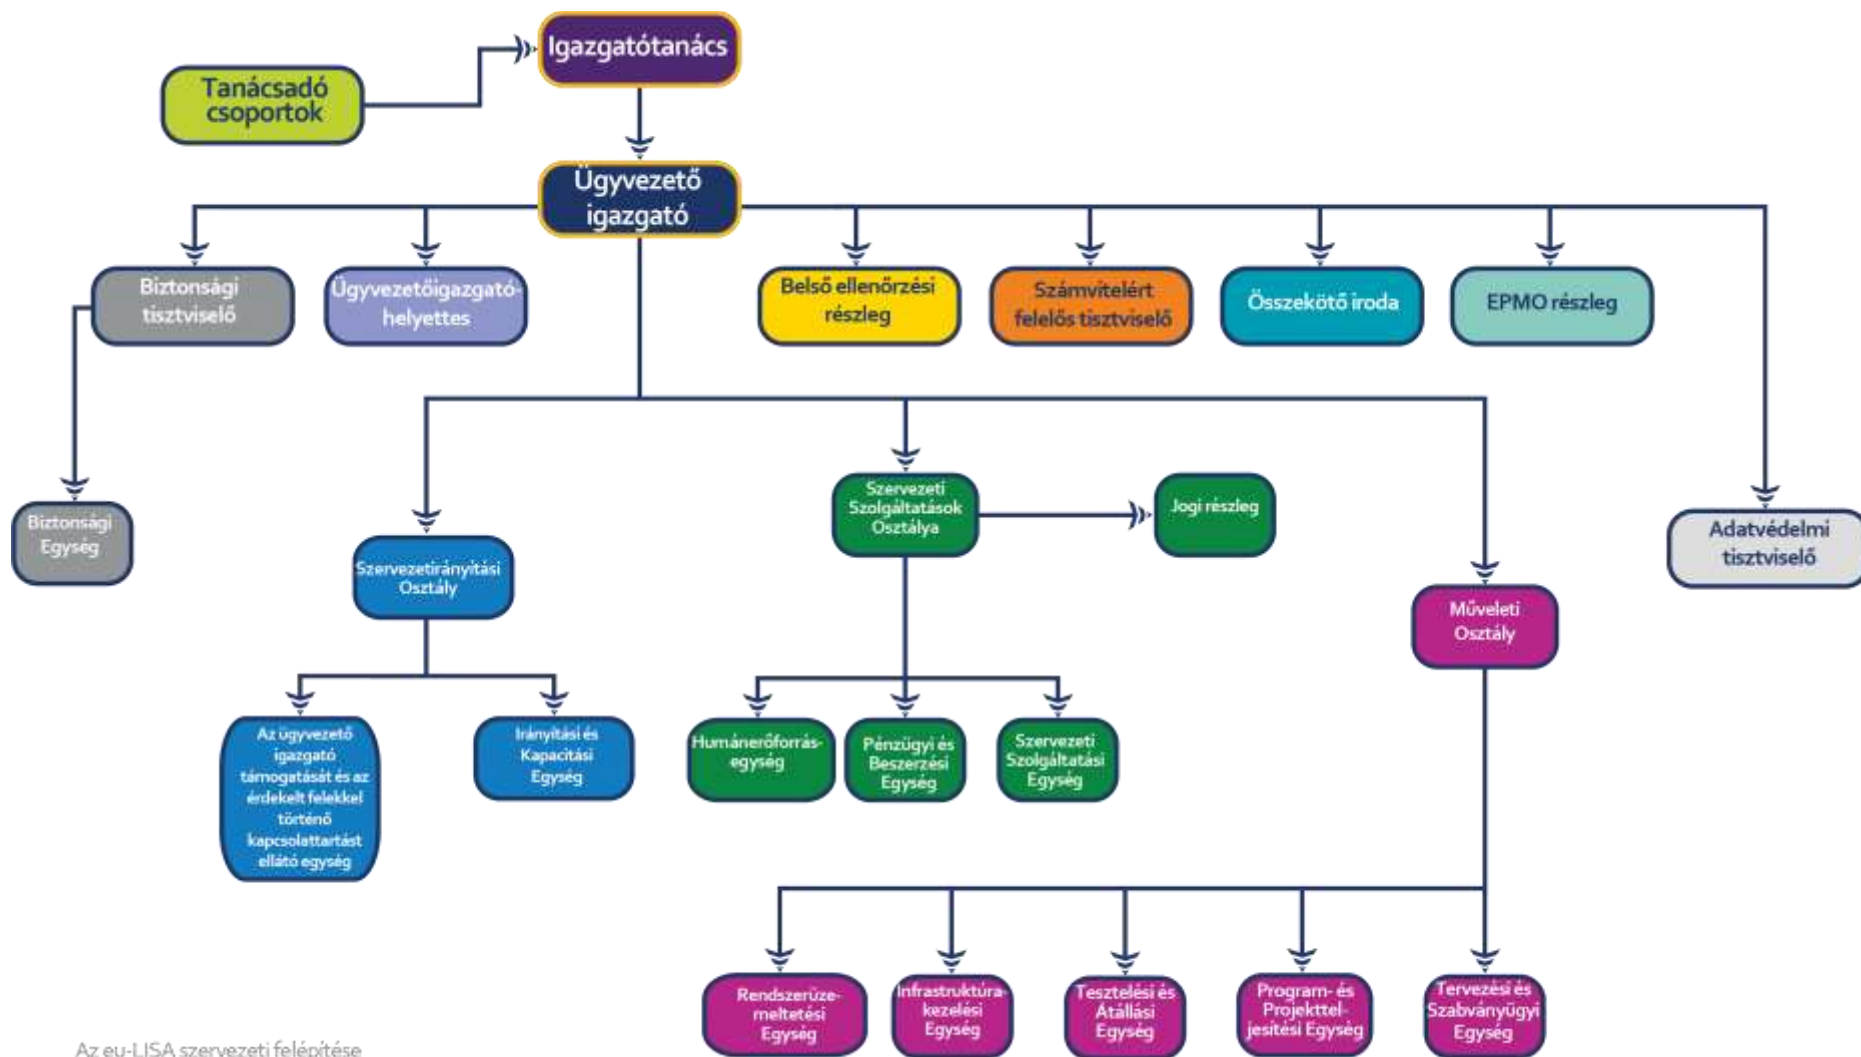 Igazgatótanács
Tanácsadó
csoportok
Ügyvezető
igazgató
Biztonsági
tisztviselő
Ügyvezetőigazgató-
helyettes
Belső ellenőrzési
részleg
Számvitelért
felelős tisztviselő
Összekötő iroda
EPMO részleg
Biztonsági
Egység
Szervezetirányítási
Osztály
Szervezeti
Szolgáltatások
Osztálya
Jogi részleg
Adatvédelmi
tisztviselő
Műveleti
Osztály
Az ügyvezető
igazgató
támogatását és az
érdekelt felekkel
történő
kapcsolattartást
ellátó egység
Irányítási és
Kapacitási
Egység
Humánerőforrás-
egység
Pénzügyi és
Beszerzési
Egység
Szervezeti
Szolgáltatási
Egység
Rendszerüze-
meltetési
Egység
Infrastruktúra-
kezelési
Egység
Tesztelési és
Átállási
Egység
Program- és
Projekttel-
jesítési Egység
Tervezési és
Szabványügyi
Egység
Az eu-LISA szervezeti felépítése